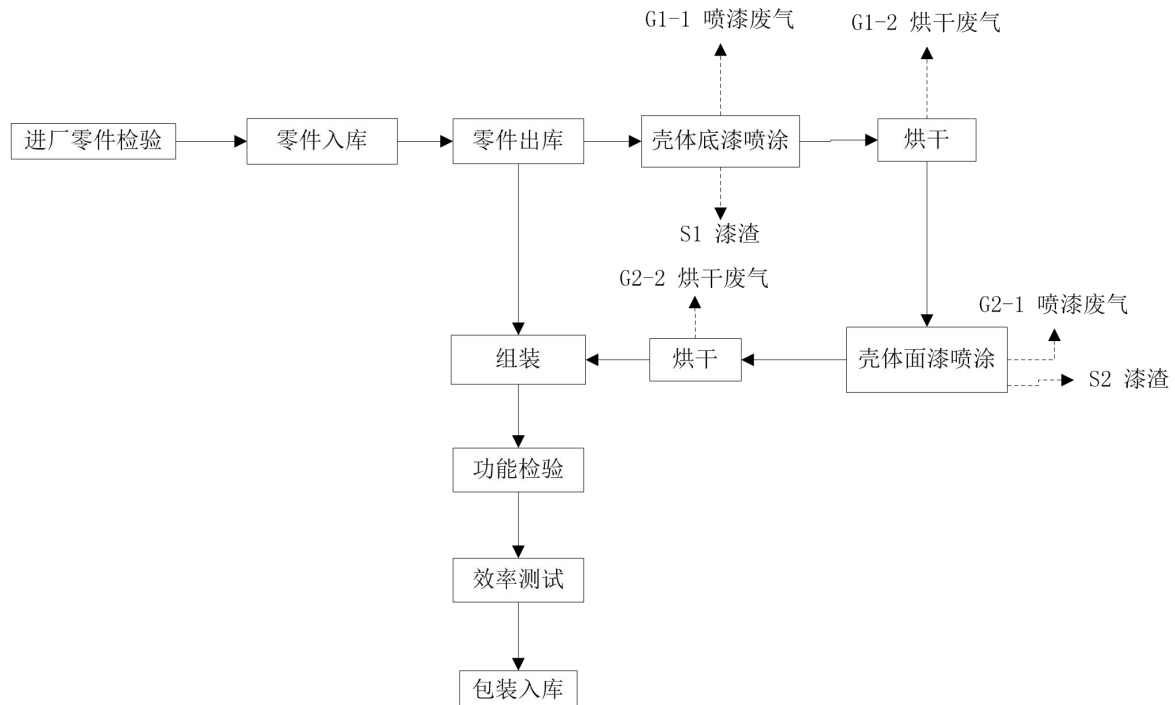 G1-1 喷漆废气
G1-2 烘干废气
进厂零件检验
零件入库
零件出库
壳体底漆喷涂
烘干
S1 漆渣
G2-2 烘干废气
G2-1 喷漆废气
组装
烘干
壳体面漆喷涂
S2 漆渣
功能检验
效率测试
包装入库